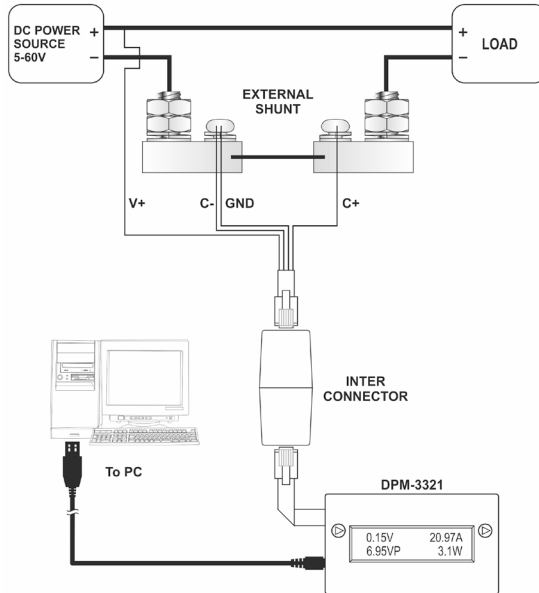 DC POWER
SOURCE
5-60V
+
−
+
−
LOAD
EXTERNAL
SHUNT
V+
C-
GND
C+
INTER
CONNECTOR
To PC
DPM-3321
0.15V 20.97A
6.95VP 3.1W